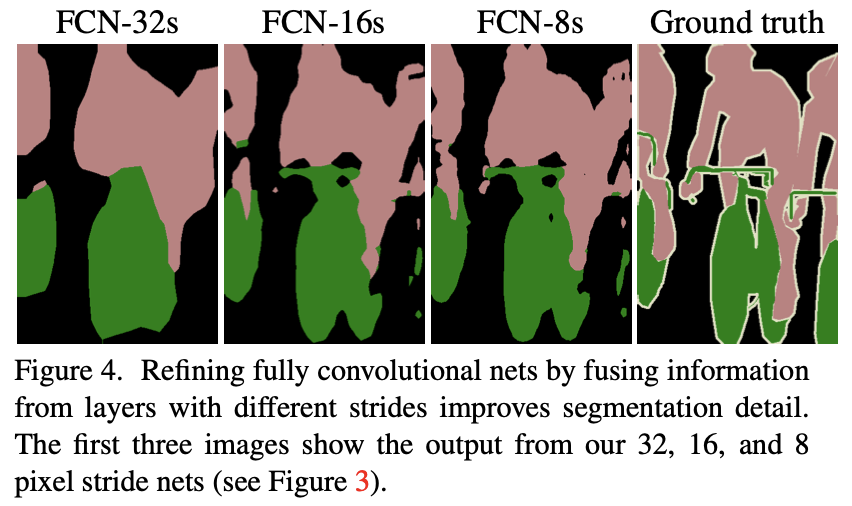 FCN-32s FCN-16s FCN-8s Ground truth
Figure 4. Refining fully convolutional nets by fusing information
from layers with different strides improves segmentation detail.
The first three images show the output from our 32, 16, and 8
pixel stride nets (see Figure 3).